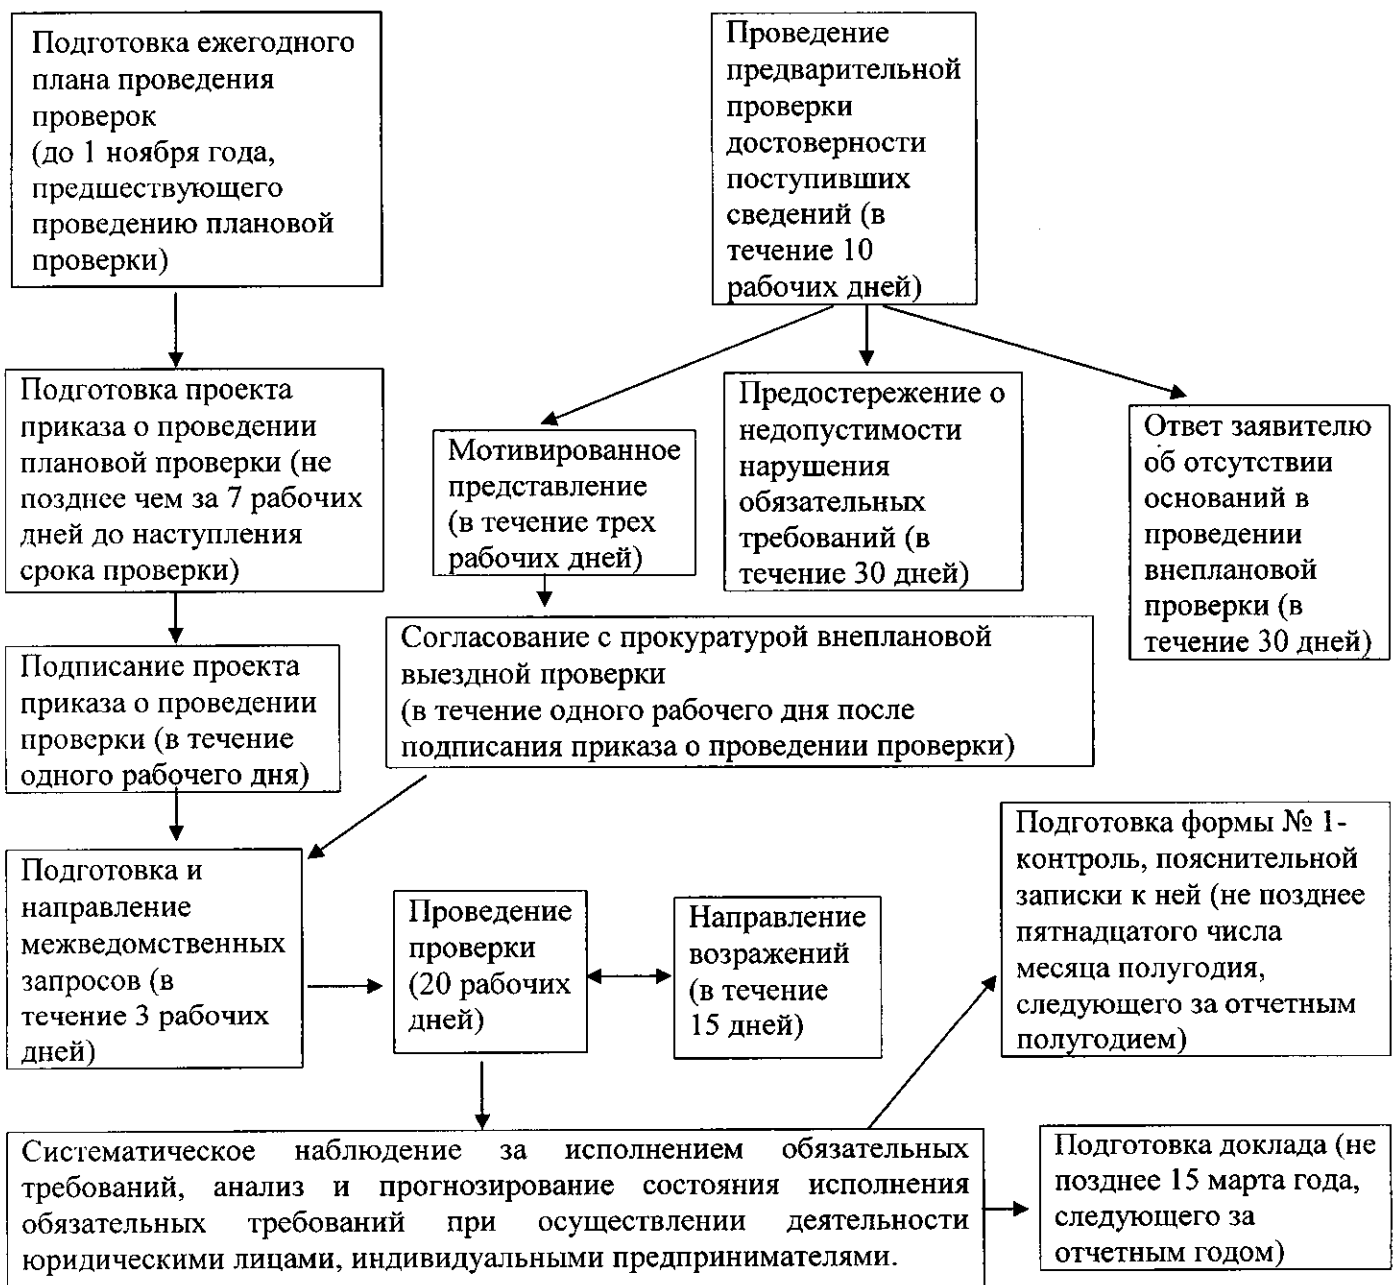 Подготовка ежегодного
плана проведения
проверок
(до 1 ноября года,
предшествующего
проведению плановой
проверки)
Проведение
предварительной
проверки
достоверности
поступивших
сведений (в
течение 10
рабочих дней)
Подготовка проекта
приказа о проведении
плановой проверки (не
позднее чем за 7 рабочих
дней до наступления
срока проверки)
Мотивированное
представление
(в течение трех
рабочих дней)
Предостережение о
недопустимости
нарушения
обязательных
требований (в
течение 30 дней)
Ответ заявителю
об отсутствии
оснований в
проведении
внеплановой
проверки (в
течение 30 дней)
Подписание проекта
приказа о проведении
проверки (в течение
одного рабочего дня)
Согласование с прокуратурой внеплановой
выездной проверки
(в течение одного рабочего дня после
подписания приказа о проведении проверки)
Подготовка и
направление
межведомственных
запросов (в
течение 3 рабочих
дней)
Проведение
проверки
(20 рабочих
дней)
Направление
возражений
(в течение
15 дней)
Подготовка формы № 1-
контроль, пояснительной
записки к ней (не позднее
пятнадцатого числа
месяца полугодия,
следующего за отчетным
полугодием)
Систематическое наблюдение за исполнением обязательных
требований, анализ и прогнозирование состояния исполнения
обязательных требований при осуществлении деятельности
юридическими лицами, индивидуальными предпринимателями.
Подготовка доклада (не
позднее 15 марта года,
следующего за
отчетным годом)